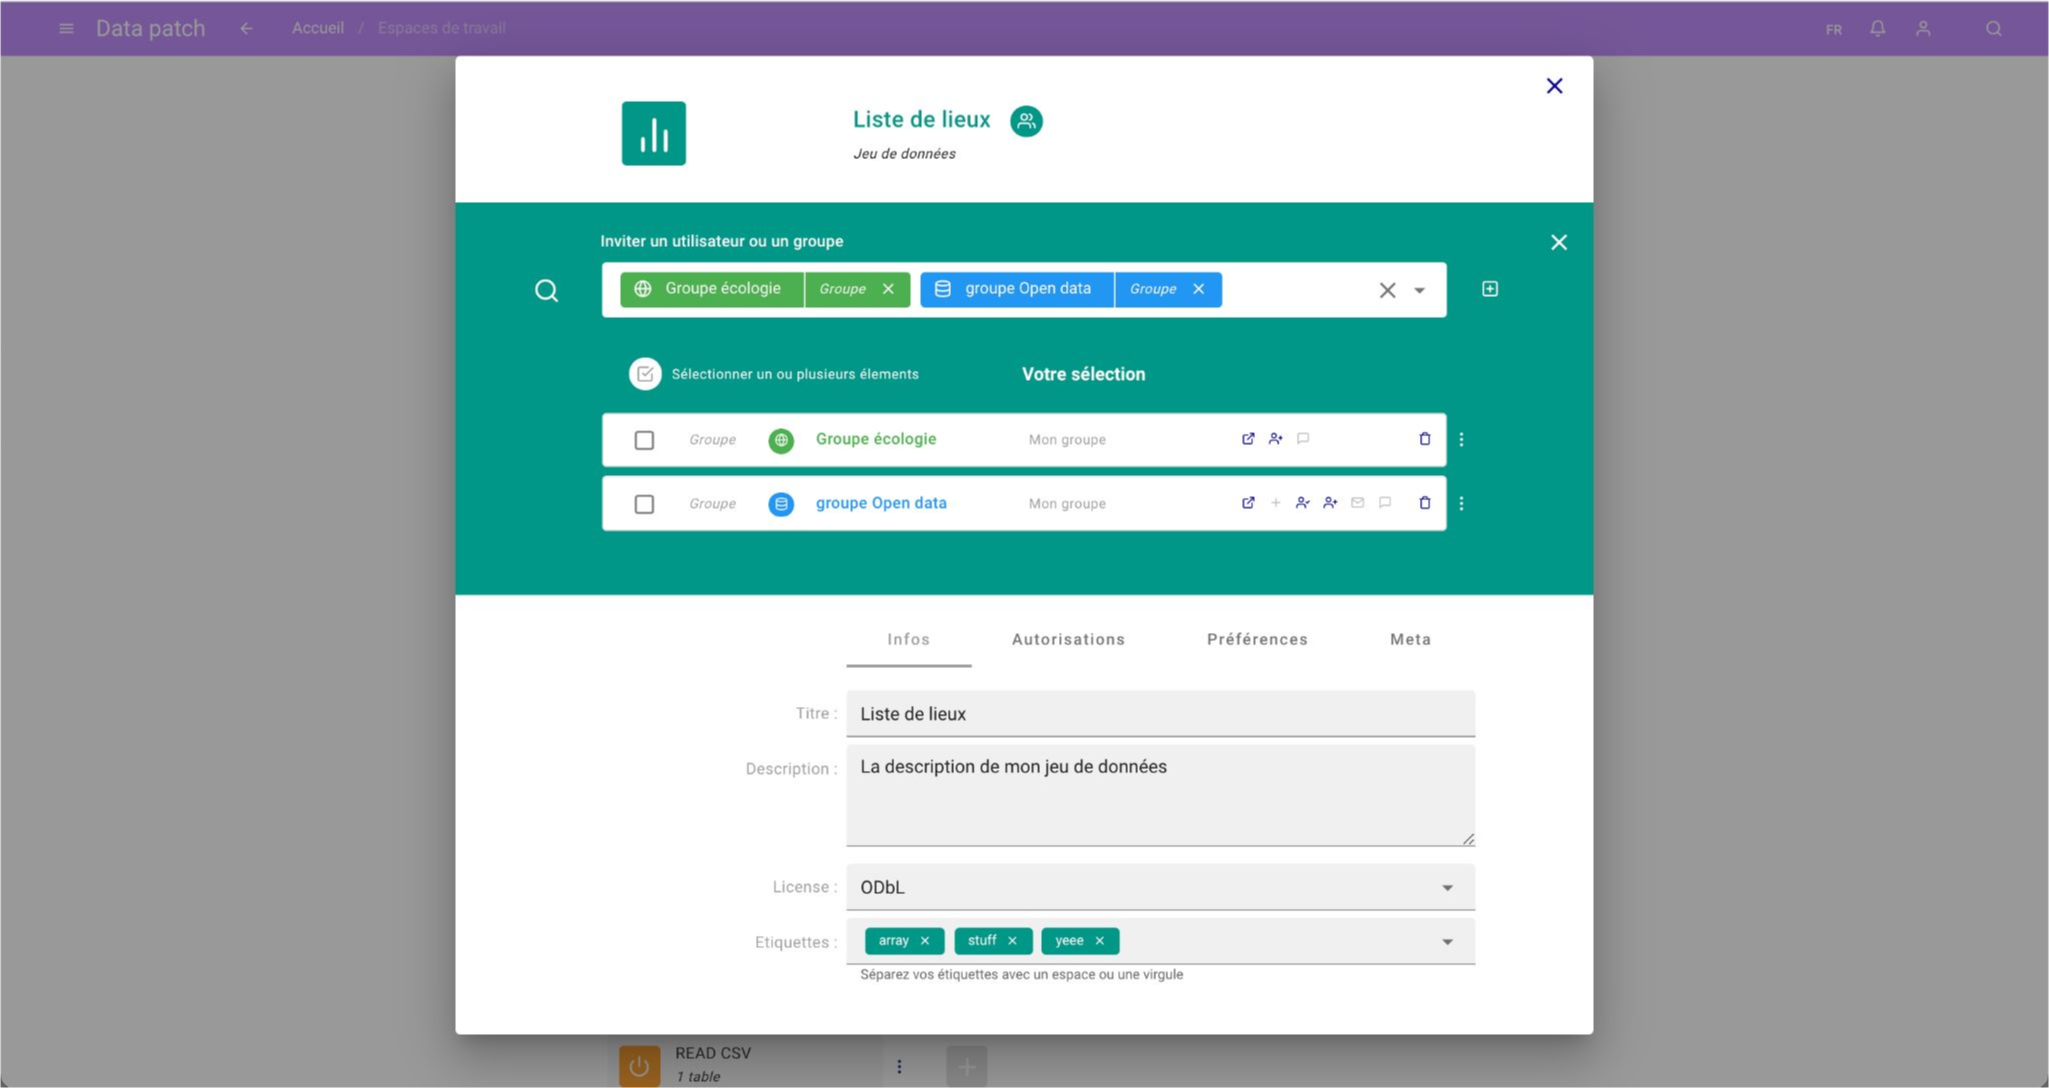 Data patch
Accueil / Espaces de travail
FR
Liste de lieux
Jeu de données
Inviter un utilisateur ou un groupe
Groupe écologie Groupe groupe Open data Groupe
Sélectionner un ou plusieurs élements
Votre sélection
Groupe Groupe écologie Mon groupe
Groupe groupe Open data Mon groupe
Infos Autorisations Préférences Meta
Titre : Liste de lieux
Description : La description de mon jeu de données
License : ODbL
Etiquettes : array stuff yeee
Séparez vos étiquettes avec un espace ou une virgule
READ CSV
1 table